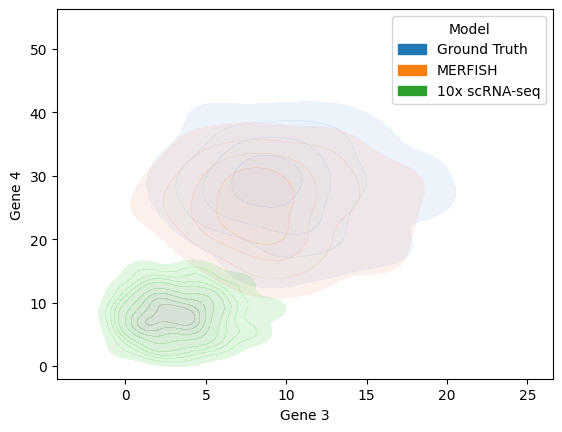 Model
Ground Truth
MERFISH
10x scRNA-seq
50
40
30
20
10
0
Gene 4
0 5 10 15 20 25
Gene 3